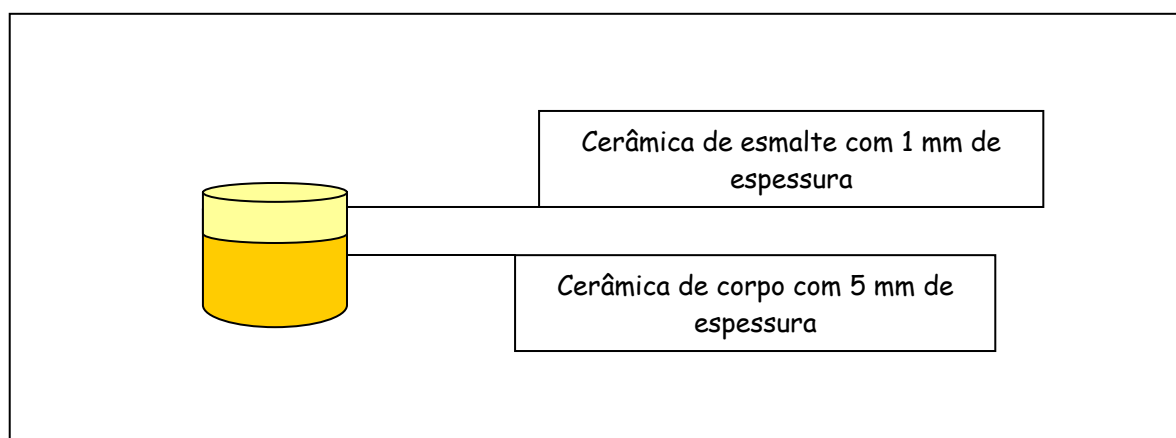 Cerâmica de esmalte com 1 mm de
espessura
Cerâmica de corpo com 5 mm de
espessura